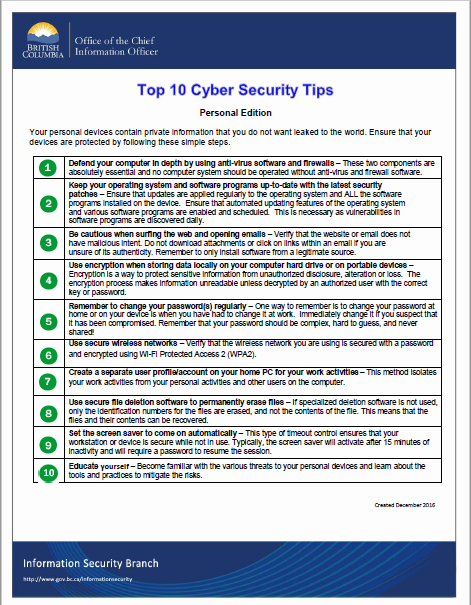 BRITISH
COLUMBIA
Office of the Chief
Information Officer
Top 10 Cyber Security Tips
Personal Edition
Your personal devices contain private information that you do not want leaked to the world. Ensure that your
devices are protected by following these simple steps.
1
Defend your computer in depth by using anti-virus software and firewalls – These two components are
absolutely essential and no computer system should be operated without anti-virus and firewall software.
2
Keep your operating system and software programs up-to-date with the latest security
patches – Ensure that updates are applied regularly to the operating system and ALL the software
programs installed on the device. Ensure that automated updating features of the operating system
and various software programs are enabled and scheduled. This is necessary as vulnerabilities in
software programs are discovered daily.
3
Be cautious when surfing the web and opening emails – Verify that the website or email does not
have malicious intent. Do not download attachments or click on links within an email if you are
unsure of its authenticity. Remember to only install software from a legitimate source.
4
Use encryption when storing data locally on your computer hard drive or on portable devices –
Encryption is a way to protect sensitive information from unauthorized disclosure, alteration or loss. The
encryption process makes information unreadable unless decrypted by an authorized user with the correct
key or password.
5
Remember to change your password(s) regularly – One way to remember is to change your password at
home or on your device is when you have had to change it at work. Immediately change it if you suspect that
it has been compromised. Remember that your password should be complex, hard to guess, and never
shared!
6
Use secure wireless networks – Verify that the wireless network you are using is secured with a password
and encrypted using Wi-Fi Protected Access 2 (WPA2).
7
Create a separate user profile/account on your home PC for your work activities – This method isolates
your work activities from your personal activities and other users on the computer.
8
Use secure file deletion software to permanently erase files – If specialized deletion software is not used,
only the identification numbers for the files are erased, and not the contents of the file. This means that the
files and their contents can be recovered.
9
Set the screen saver to come on automatically – This type of timeout control ensures that your
workstation or device is secure while not in use. Typically, the screen saver will activate after 15 minutes of
inactivity and will require a password to resume the session.
10
Educate yourself – Become familiar with the various threats to your personal devices and learn about the
tools and practices to mitigate the risks.
Created December 2016
Information Security Branch
http://www.gov.bc.ca/informationsecurity